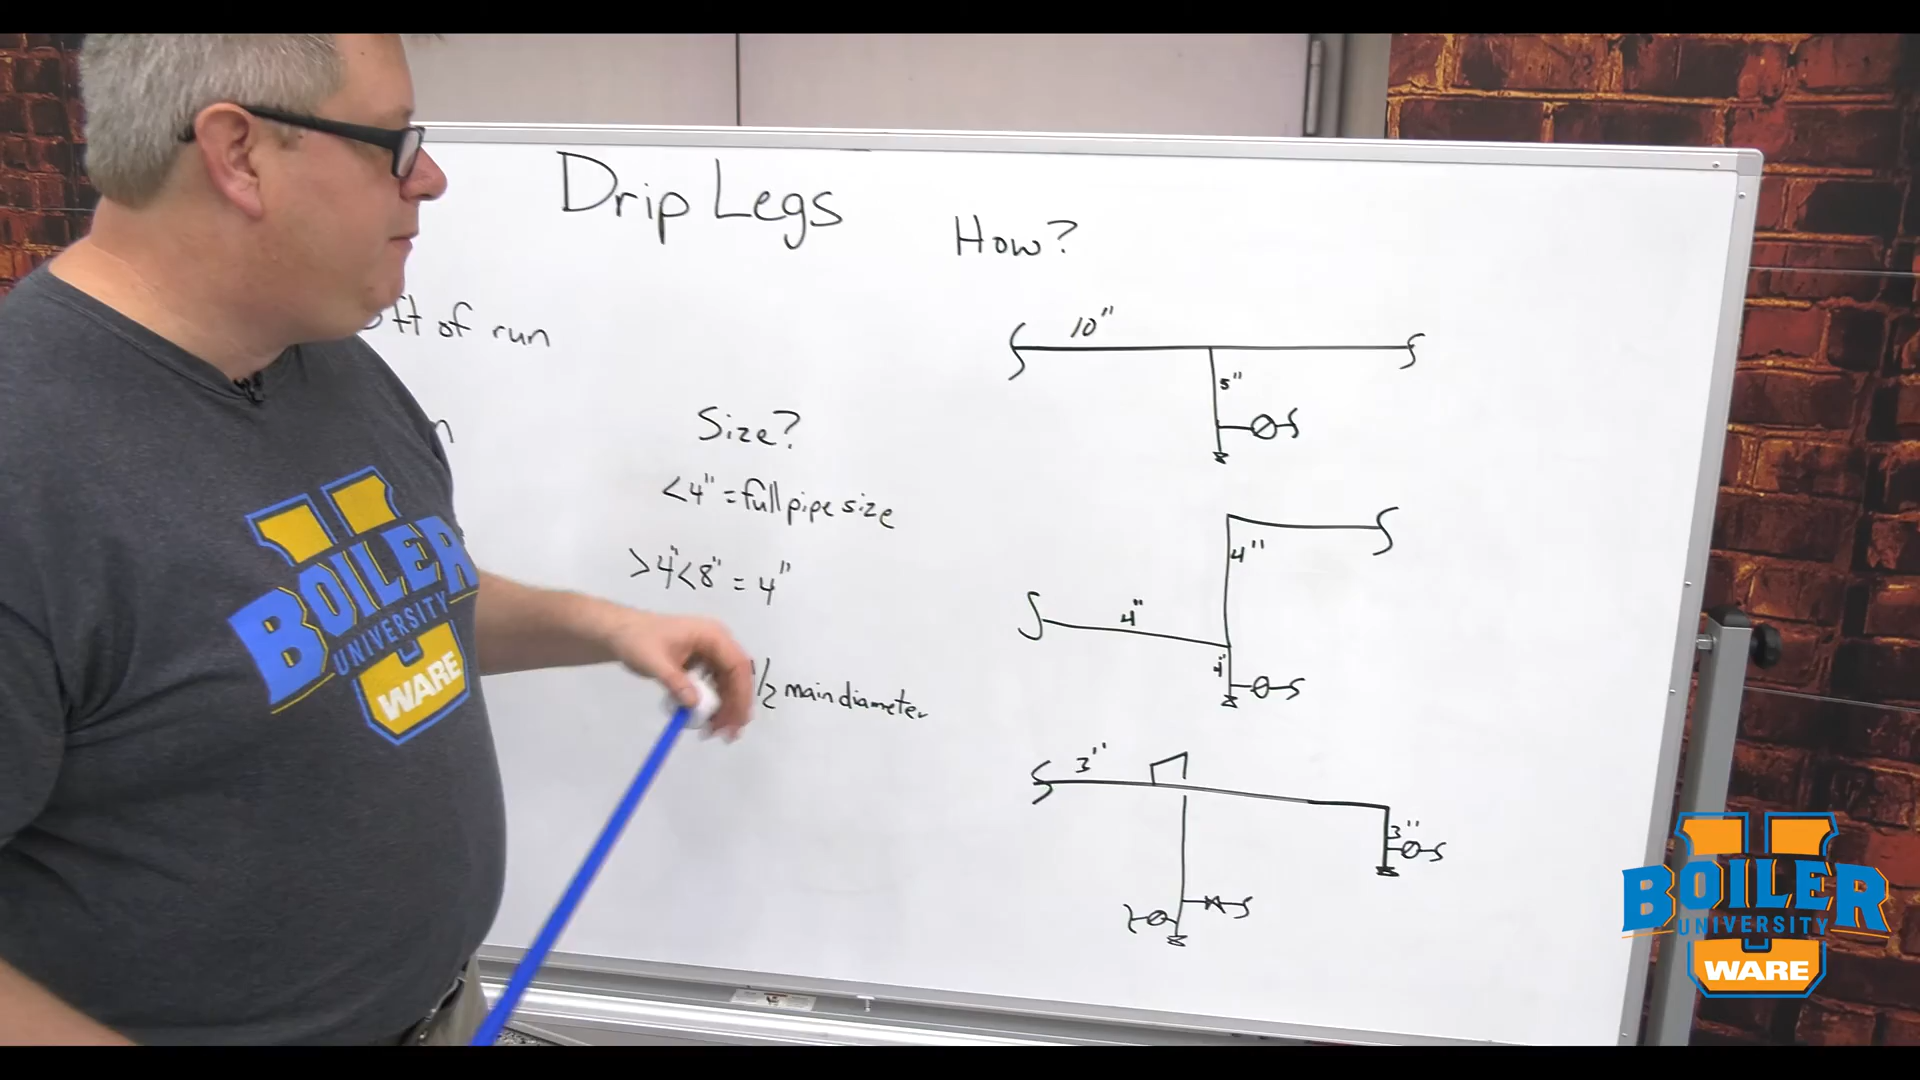 Drip Legs
How?
ft of run
Size?
<4" = full pipe size
>4"<8" = 4"
1/2 main diameter
10"
5"
4"
4"
4"
3"
3"
BOILER
UNIVERSITY
WARE
BOILER
UNIVERSITY
WARE